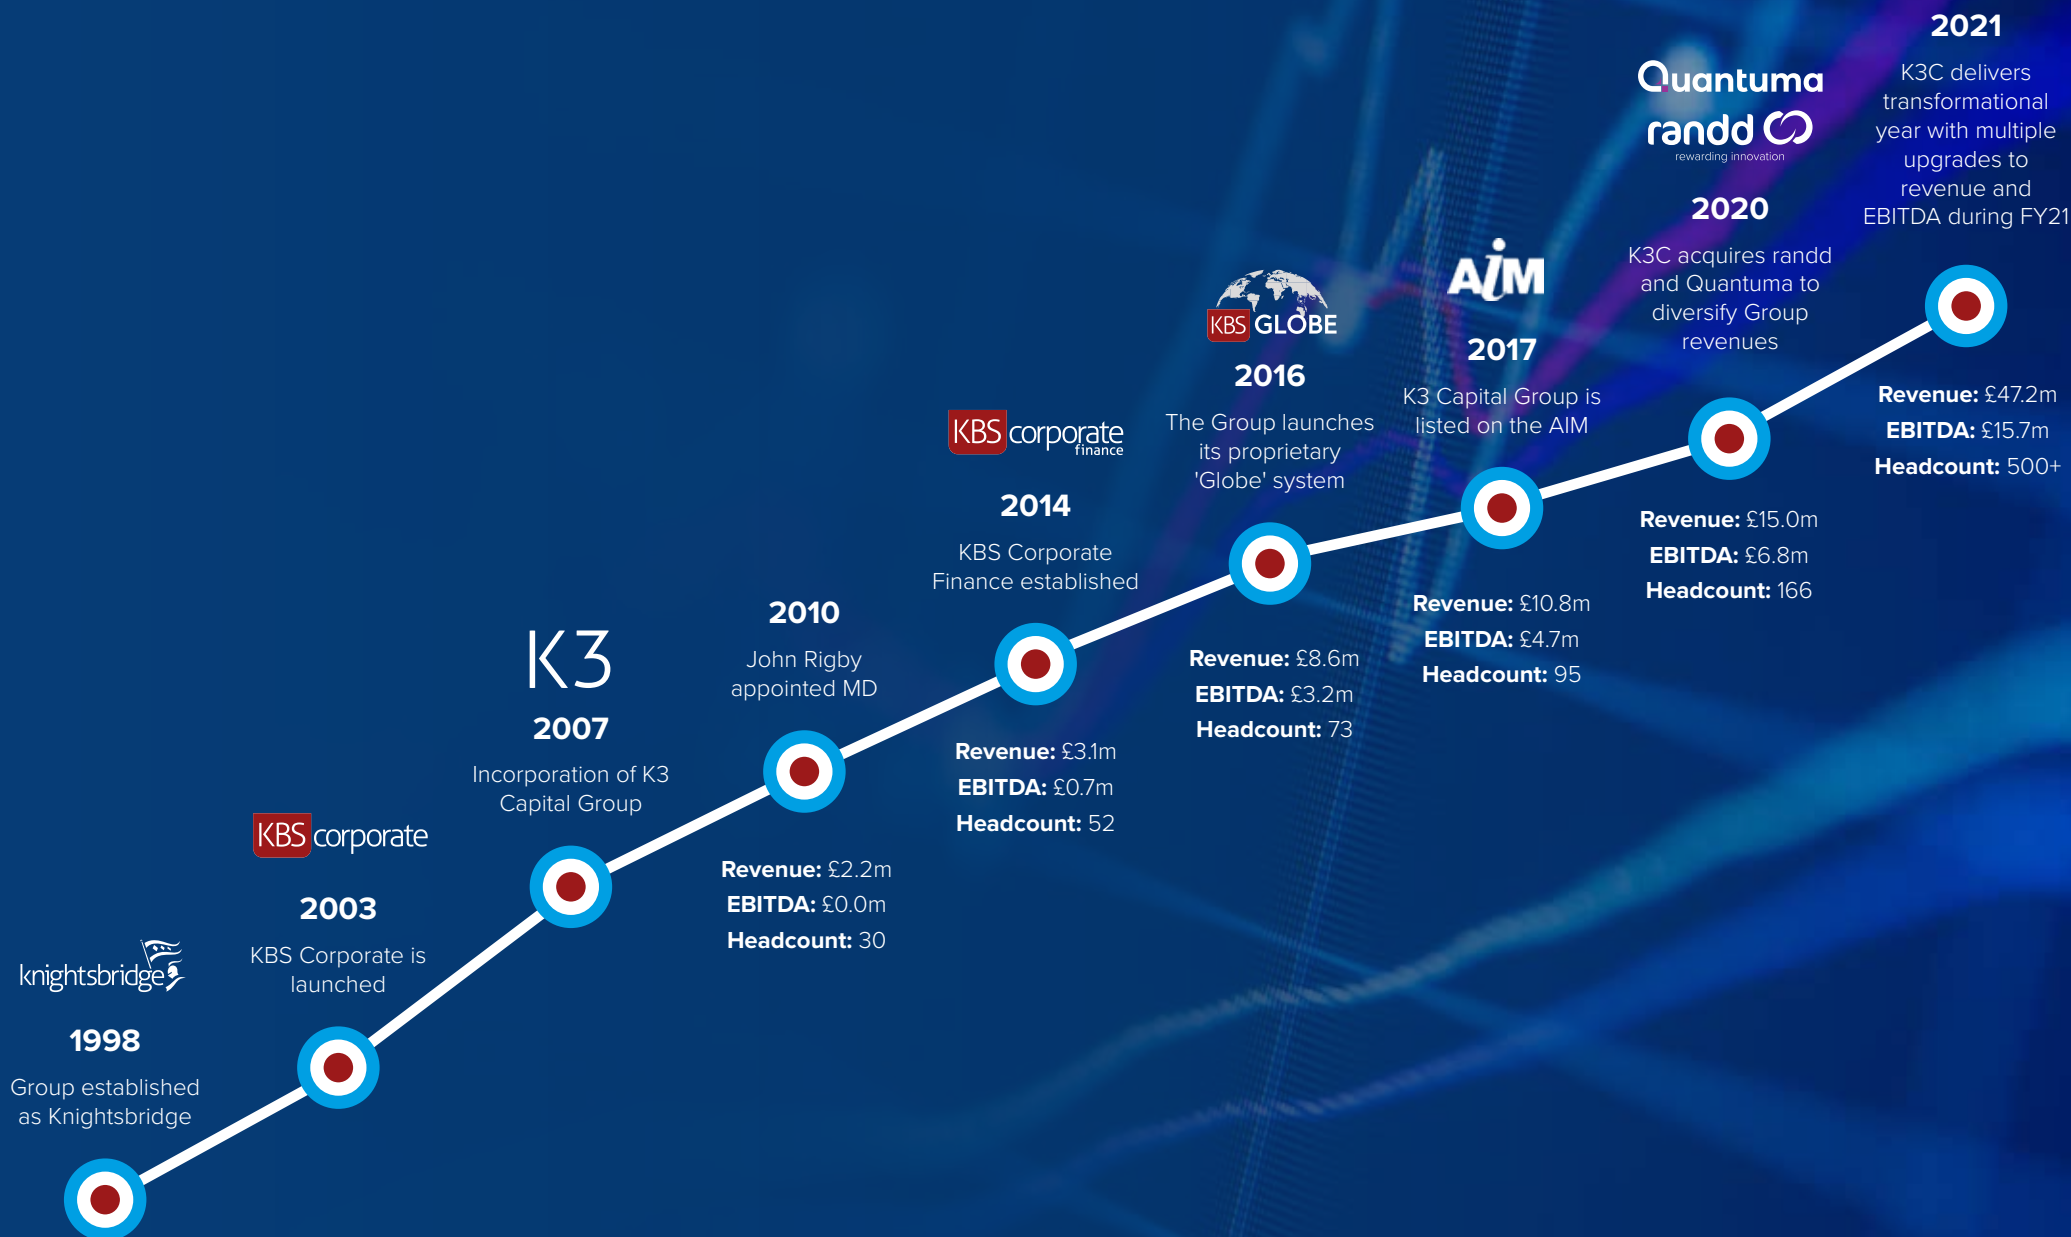 knightsbridge
1998
Group established
as Knightsbridge
KBS corporate
2003
KBS Corporate is
launched
K3
2007
Incorporation of K3
Capital Group
2010
John Rigby
appointed MD
Revenue: £2.2m
EBITDA: £0.0m
Headcount: 30
KBS corporate
finance
2014
KBS Corporate
Finance established
Revenue: £3.1m
EBITDA: £0.7m
Headcount: 52
KBS GLOBE
2016
The Group launches
its proprietary
'Globe' system
Revenue: £8.6m
EBITDA: £3.2m
Headcount: 73
AiM
2017
K3 Capital Group is
listed on the AIM
Revenue: £10.8m
EBITDA: £4.7m
Headcount: 95
Quantuma
randd
rewarding innovation
2020
K3C acquires randd
and Quantuma to
diversify Group
revenues
Revenue: £15.0m
EBITDA: £6.8m
Headcount: 166
2021
K3C delivers
transformational
year with multiple
upgrades to
revenue and
EBITDA during FY21
Revenue: £47.2m
EBITDA: £15.7m
Headcount: 500+